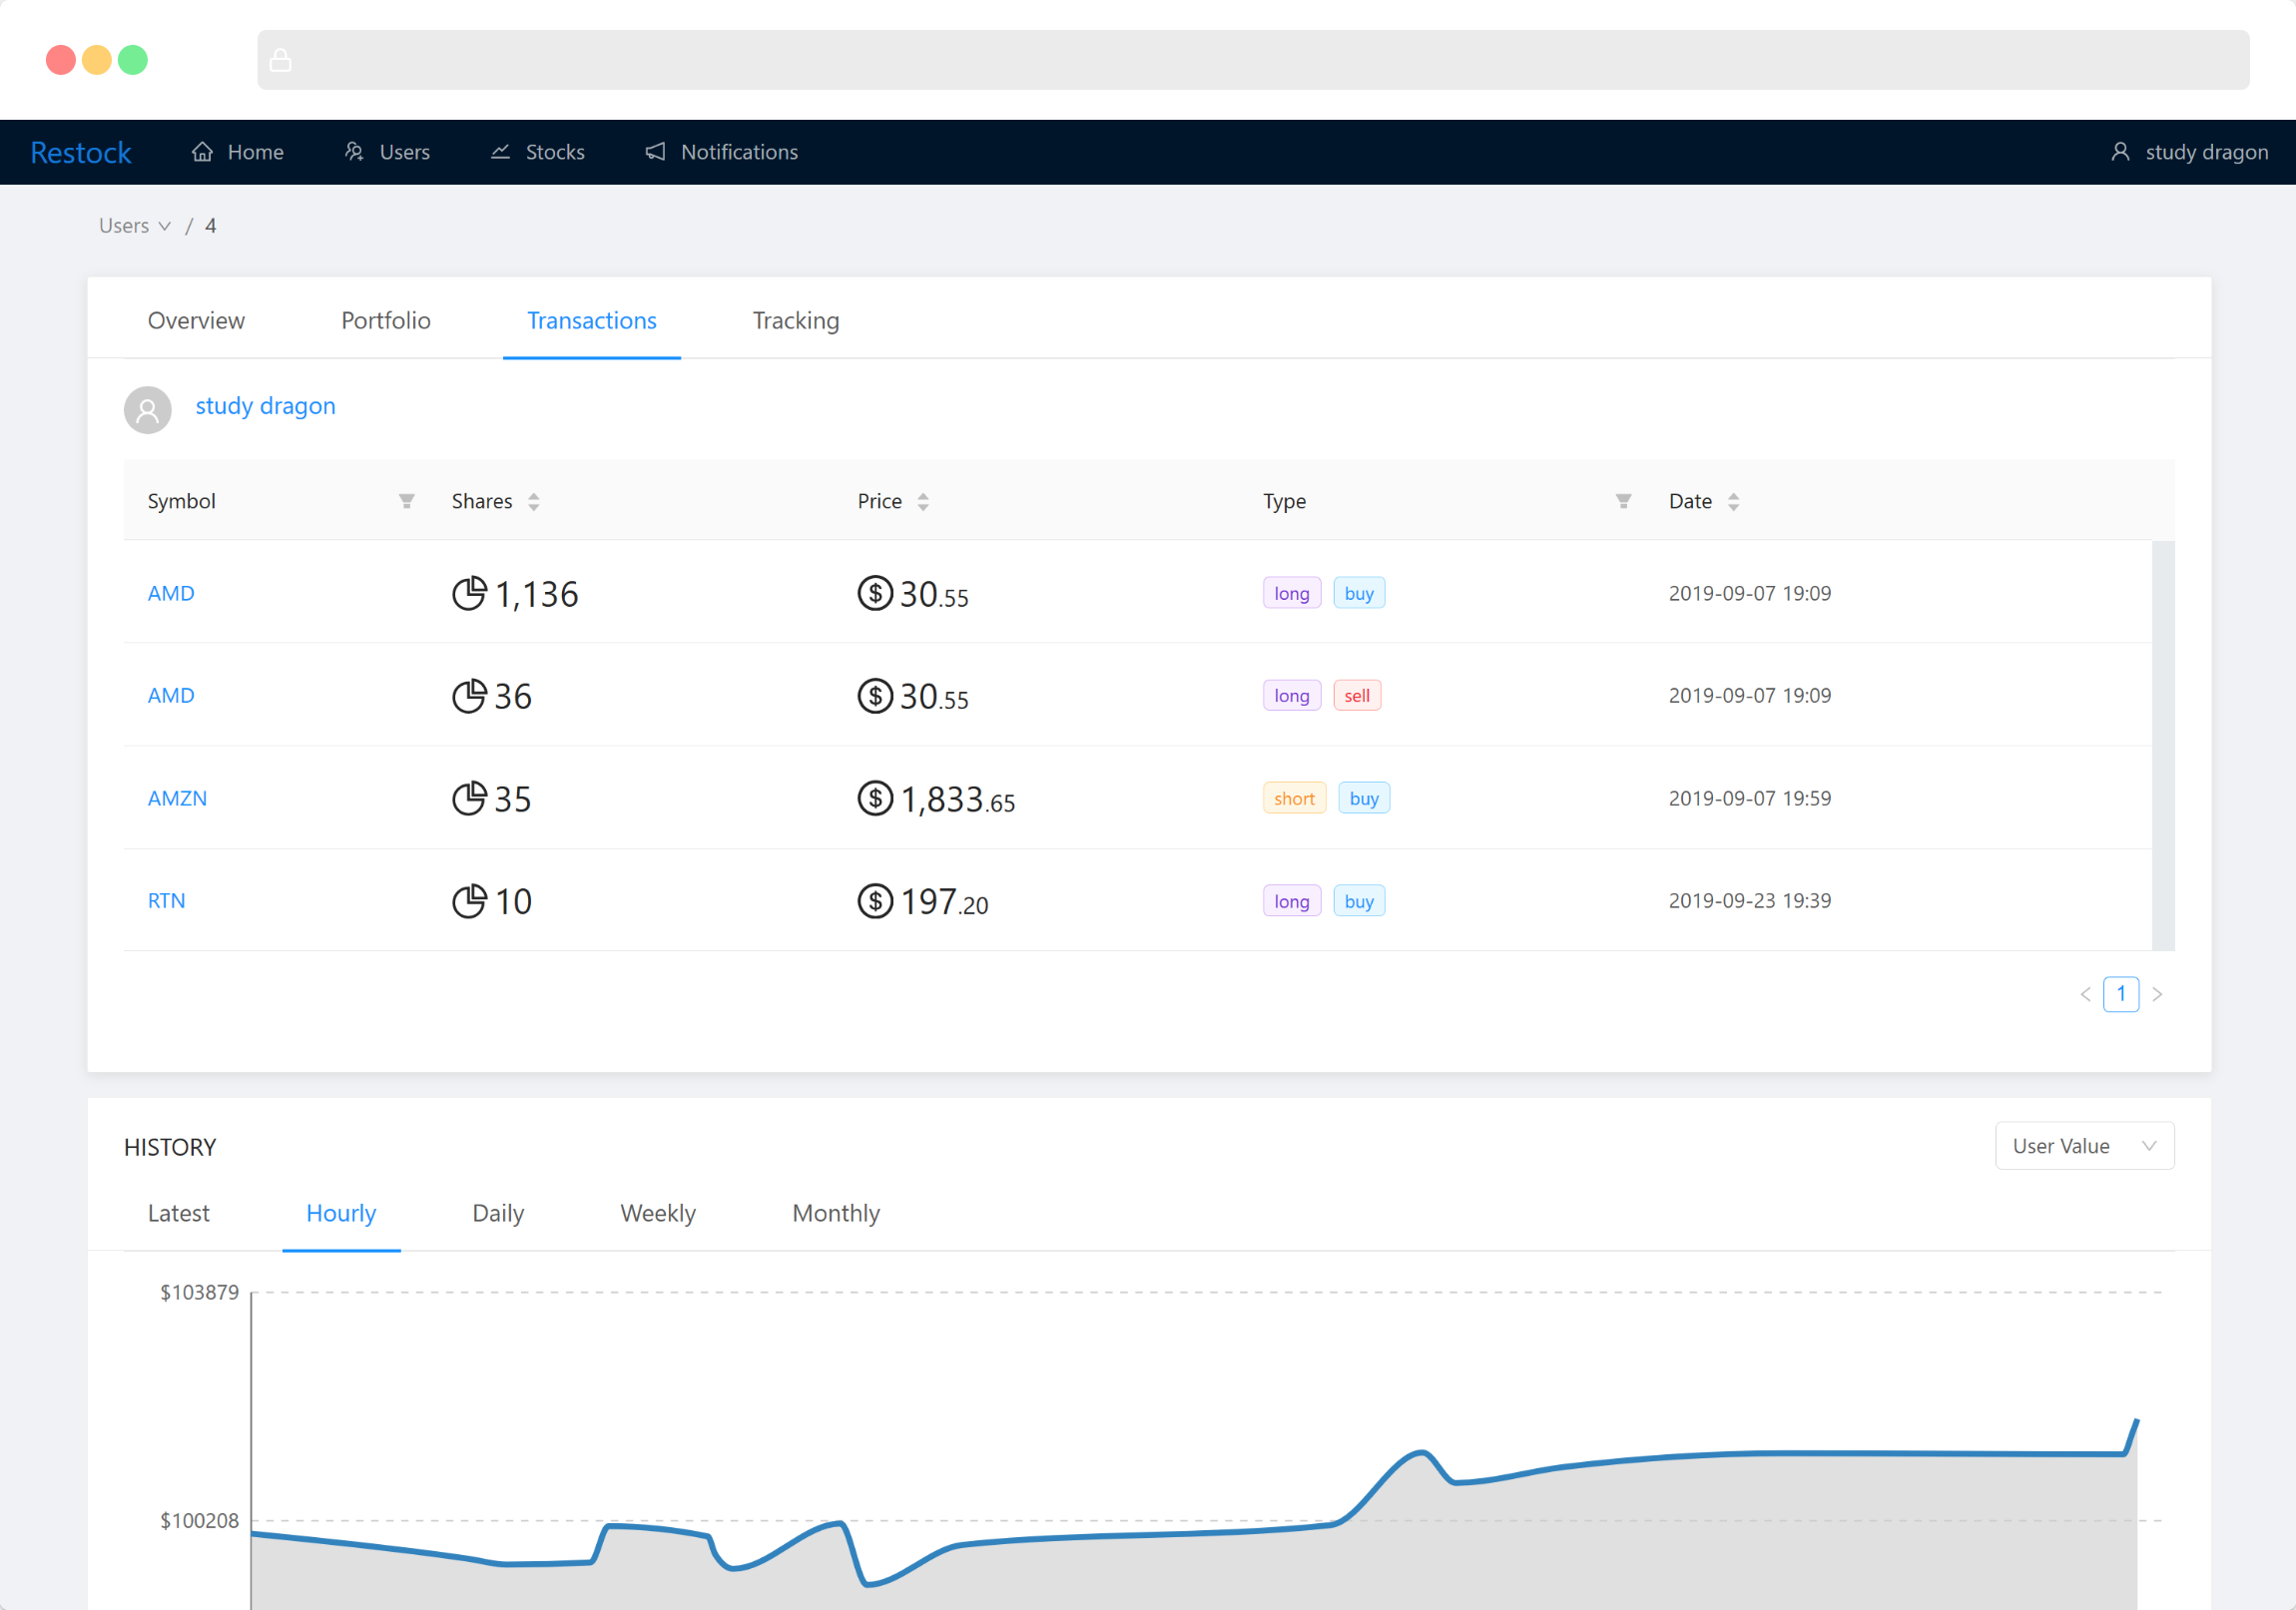 Restock Home Users Stocks Notifications study dragon
Users / 4
Overview Portfolio Transactions Tracking
study dragon
Symbol Shares Price Type Date
AMD 1,136 $ 30.55 long buy 2019-09-07 19:09
AMD 36 $ 30.55 long sell 2019-09-07 19:09
AMZN 35 $ 1,833.65 short buy 2019-09-07 19:59
RTN 10 $ 197.20 long buy 2019-09-23 19:39
< 1 >
HISTORY User Value
Latest Hourly Daily Weekly Monthly
$103879
$100208